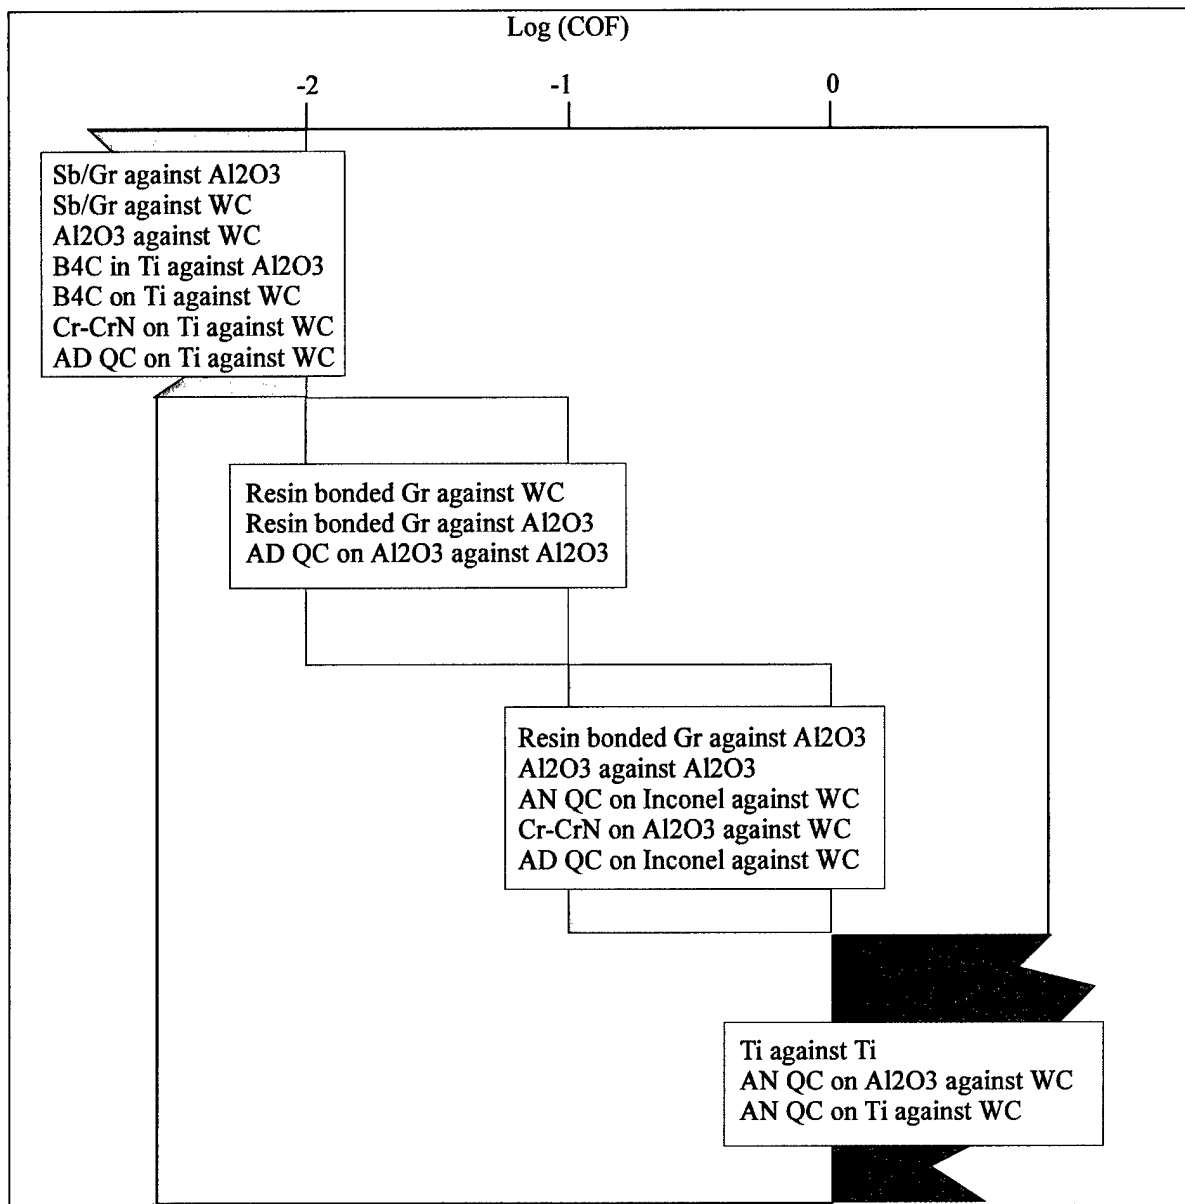 Log (COF)
-2 -1 0
Sb/Gr against Al2O3
Sb/Gr against WC
Al2O3 against WC
B4C in Ti against Al2O3
B4C on Ti against WC
Cr-CrN on Ti against WC
AD QC on Ti against WC
Resin bonded Gr against WC
Resin bonded Gr against Al2O3
AD QC on Al2O3 against Al2O3
Resin bonded Gr against Al2O3
Al2O3 against Al2O3
AN QC on Inconel against WC
Cr-CrN on Al2O3 against WC
AD QC on Inconel against WC
Ti against Ti
AN QC on Al2O3 against WC
AN QC on Ti against WC